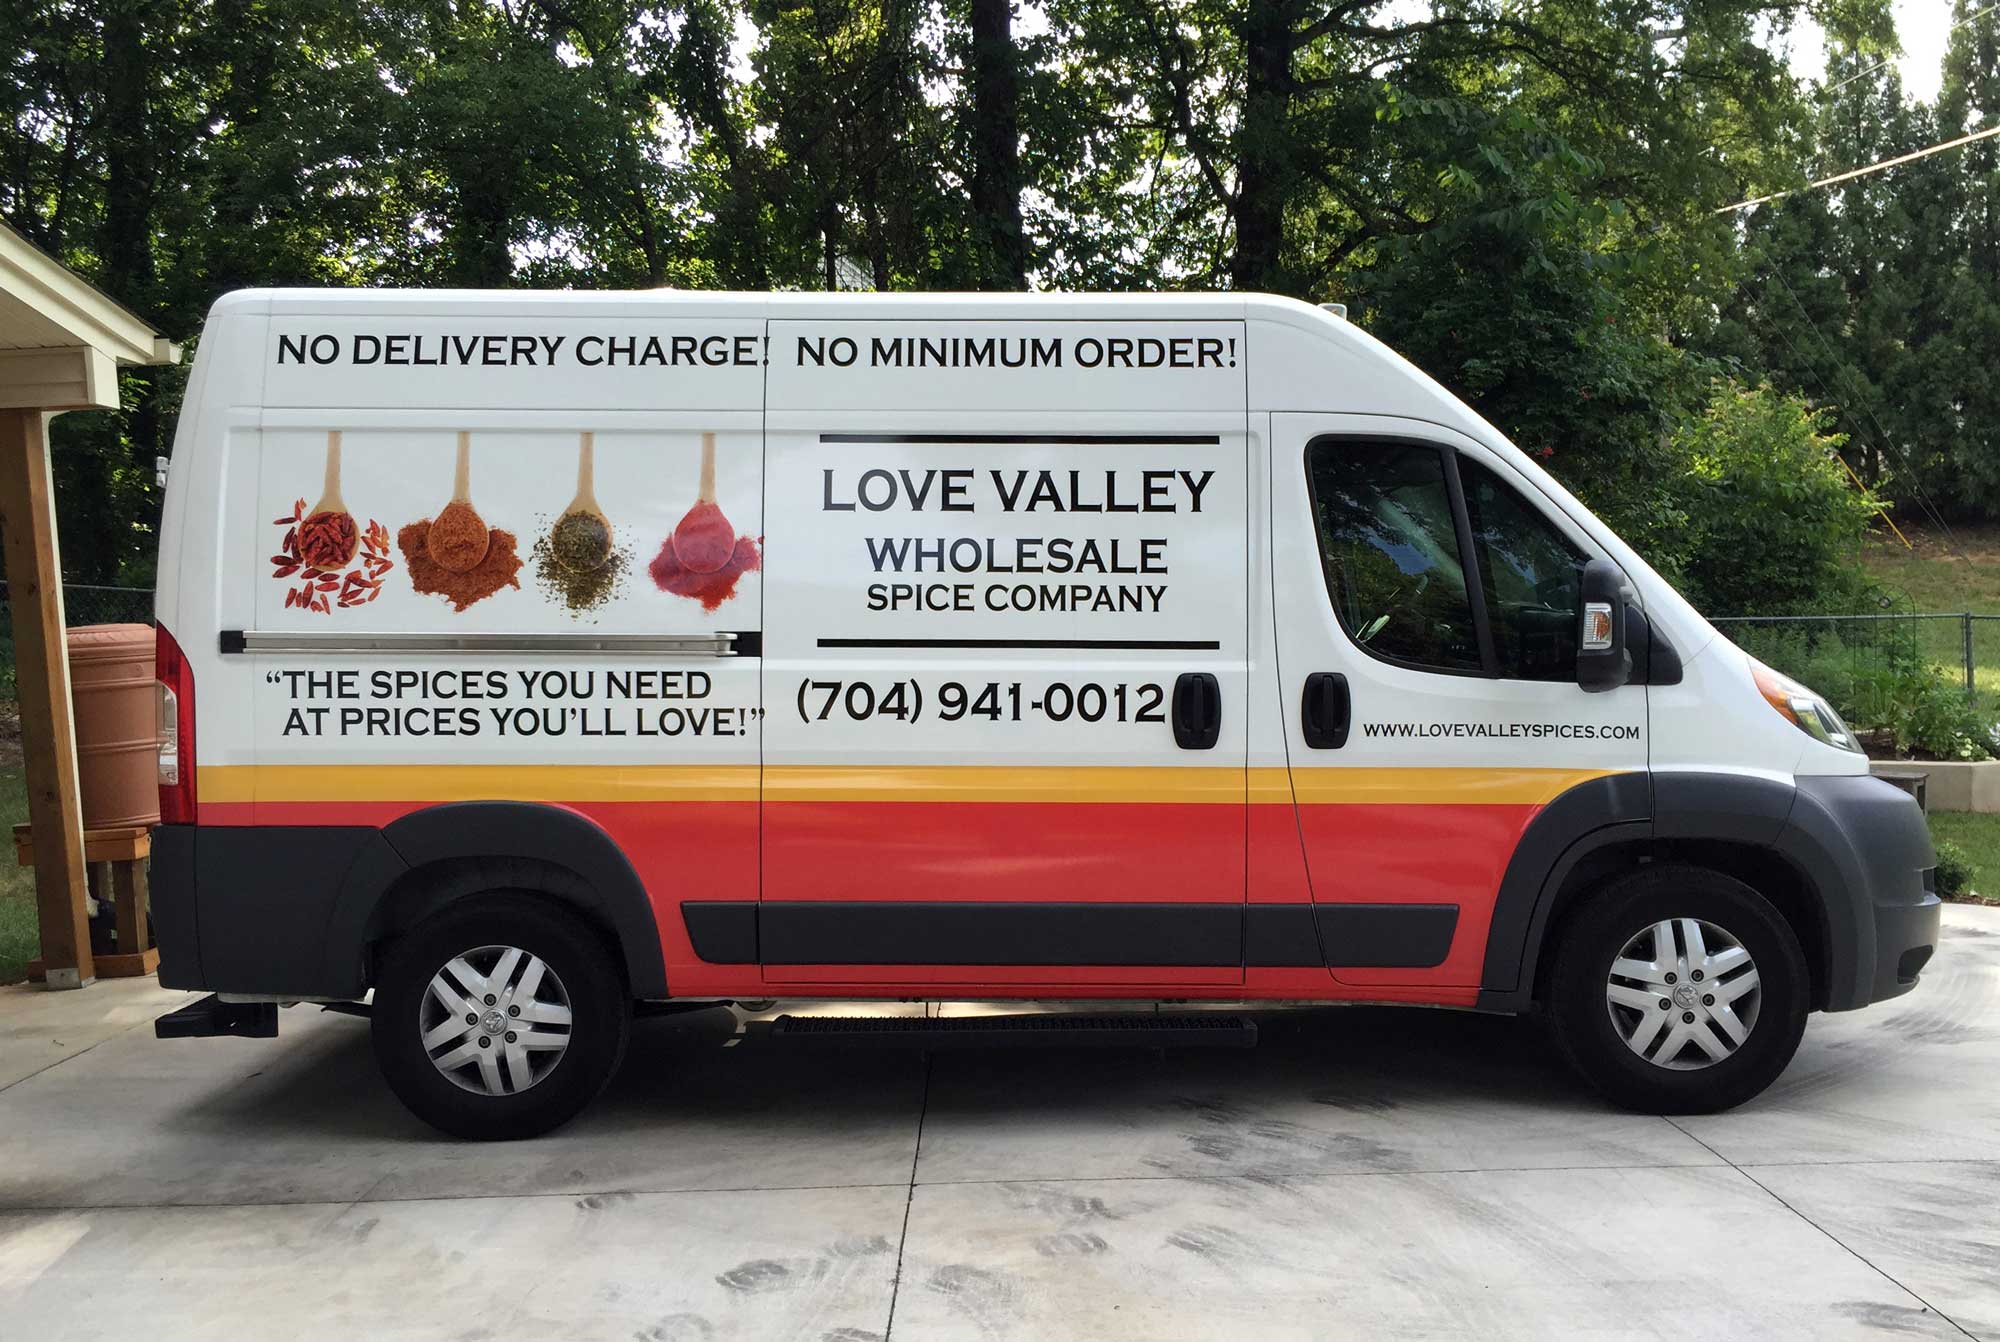 NO DELIVERY CHARGE! NO MINIMUM ORDER!
LOVE VALLEY
WHOLESALE
SPICE COMPANY
“THE SPICES YOU NEED
AT PRICES YOU’LL LOVE!”
(704) 941-0012
WWW.LOVEVALLEYSPICES.COM